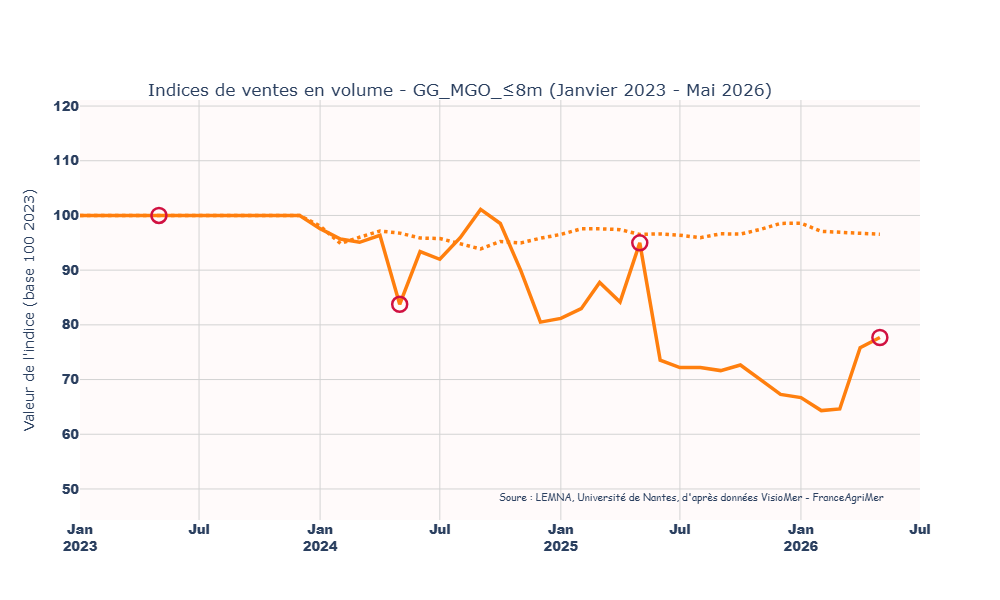 Indices de ventes en volume - GG_MGO_≤8m (Janvier 2023 - Mai 2026)
Valeur de l'indice (base 100 2023)
120
110
100
90
80
70
60
50
Soure : LEMNA, Université de Nantes, d'après données VisioMer - FranceAgriMer
Jan Jul Jan Jul Jan Jul Jan Jul
2023 2024 2025 2026